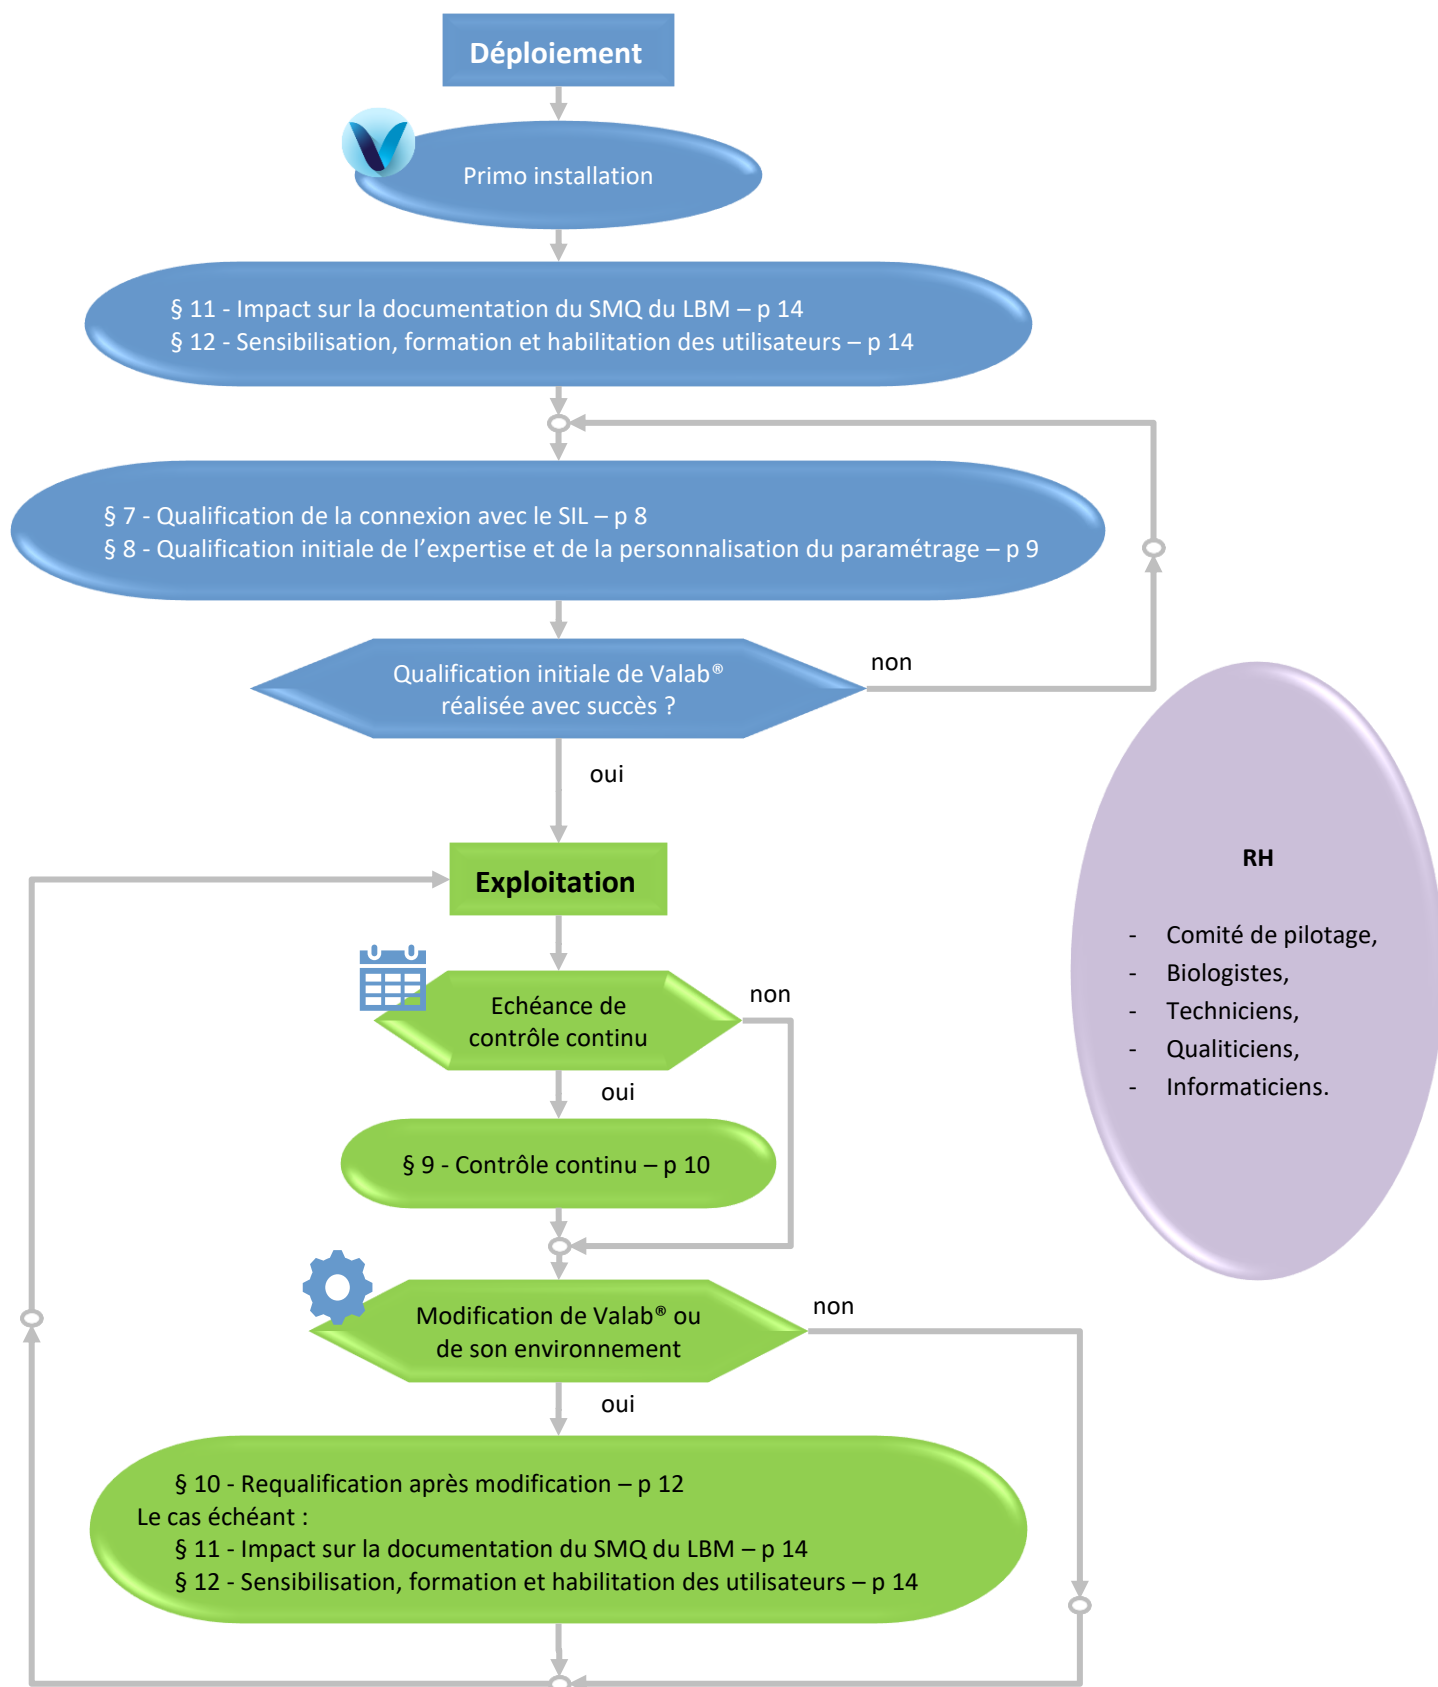 Déploiement
Primo installation
§ 11 - Impact sur la documentation du SMQ du LBM – p 14
§ 12 - Sensibilisation, formation et habilitation des utilisateurs – p 14
§ 7 - Qualification de la connexion avec le SIL – p 8
§ 8 - Qualification initiale de l’expertise et de la personnalisation du paramétrage – p 9
Qualification initiale de Valab®
réalisée avec succès ?
non
oui
Exploitation
Echéance de
contrôle continu
non
oui
§ 9 - Contrôle continu – p 10
Modification de Valab® ou
de son environnement
non
oui
§ 10 - Requalification après modification – p 12
Le cas échéant :
§ 11 - Impact sur la documentation du SMQ du LBM – p 14
§ 12 - Sensibilisation, formation et habilitation des utilisateurs – p 14
RH
- Comité de pilotage,
- Biologistes,
- Techniciens,
- Qualiticiens,
- Informaticiens.